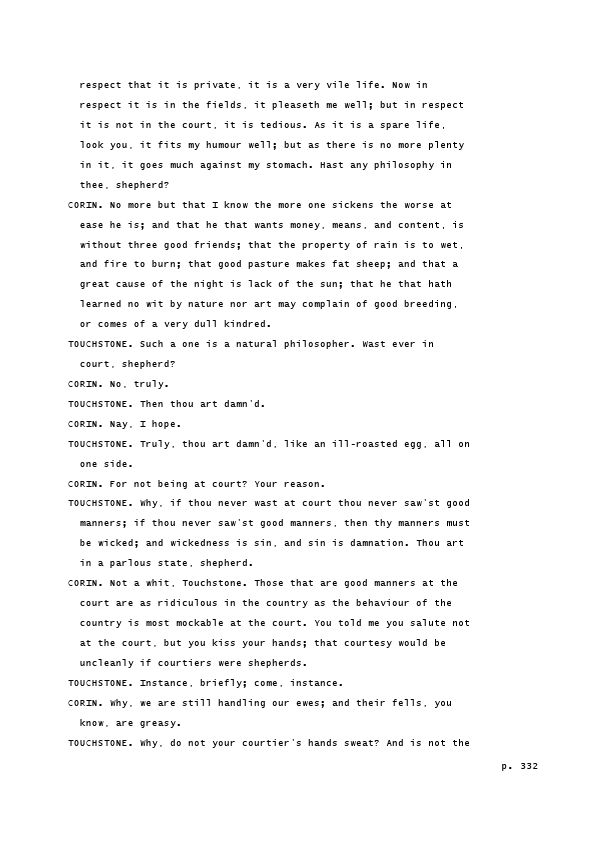 respect that it is private, it is a very vile life. Now in
respect it is in the fields, it pleaseth me well; but in respect
it is not in the court, it is tedious. As it is a spare life,
look you, it fits my humour well; but as there is no more plenty
in it, it goes much against my stomach. Hast any philosophy in
thee, shepherd?
CORIN. No more but that I know the more one sickens the worse at
ease he is; and that he that wants money, means, and content, is
without three good friends; that the property of rain is to wet,
and fire to burn; that good pasture makes fat sheep; and that a
great cause of the night is lack of the sun; that he that hath
learned no wit by nature nor art may complain of good breeding,
or comes of a very dull kindred.
TOUCHSTONE. Such a one is a natural philosopher. Wast ever in
court, shepherd?
CORIN. No, truly.
TOUCHSTONE. Then thou art damn'd.
CORIN. Nay, I hope.
TOUCHSTONE. Truly, thou art damn'd, like an ill-roasted egg, all on
one side.
CORIN. For not being at court? Your reason.
TOUCHSTONE. Why, if thou never wast at court thou never saw'st good
manners; if thou never saw'st good manners, then thy manners must
be wicked; and wickedness is sin, and sin is damnation. Thou art
in a parlous state, shepherd.
CORIN. Not a whit, Touchstone. Those that are good manners at the
court are as ridiculous in the country as the behaviour of the
country is most mockable at the court. You told me you salute not
at the court, but you kiss your hands; that courtesy would be
uncleanly if courtiers were shepherds.
TOUCHSTONE. Instance, briefly; come, instance.
CORIN. Why, we are still handling our ewes; and their fells, you
know, are greasy.
TOUCHSTONE. Why, do not your courtier's hands sweat? And is not the
p. 332